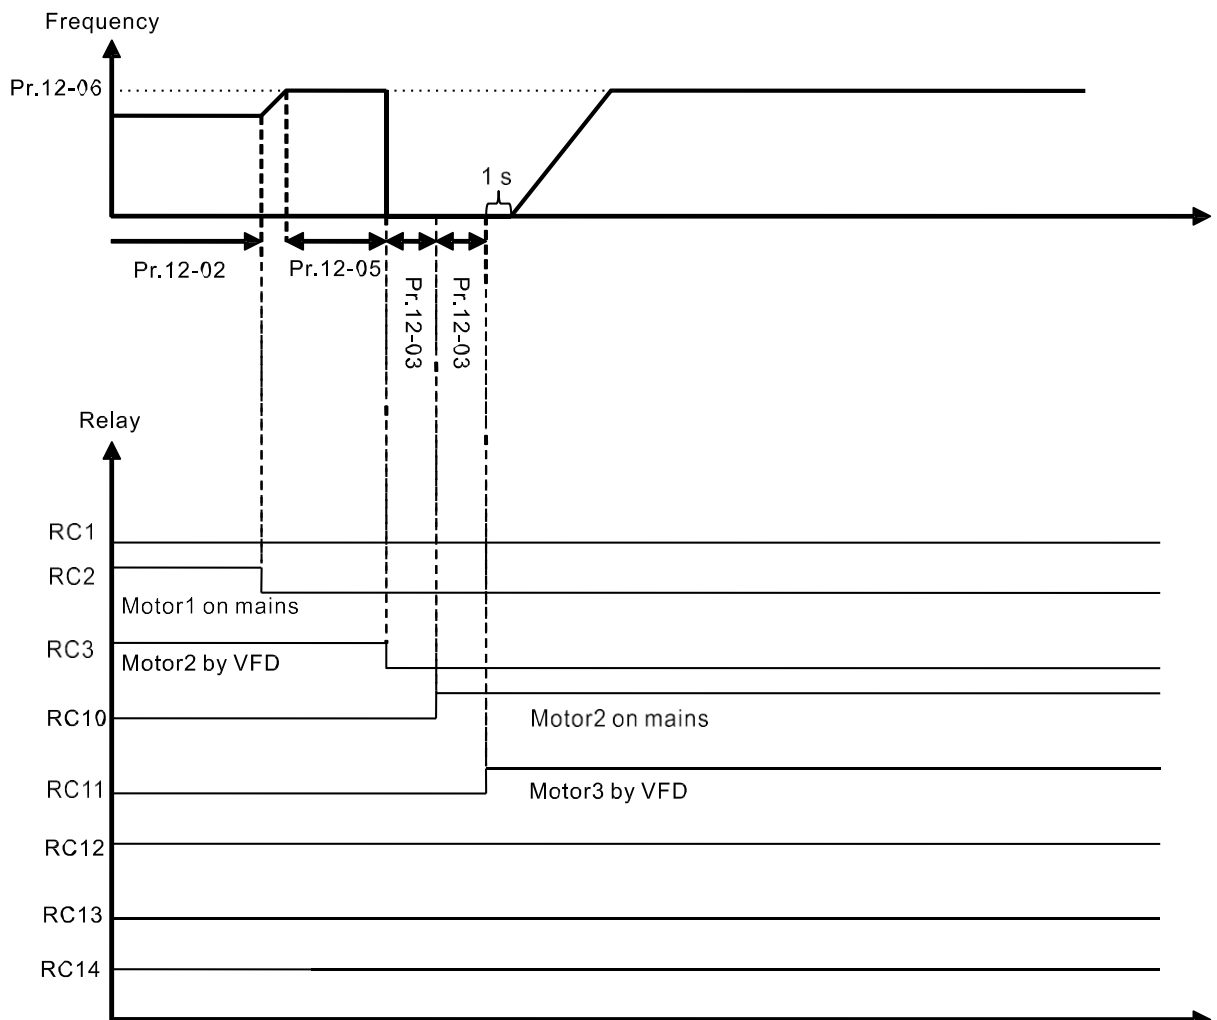 Frequency
Pr.12-06
1 s
Pr.12-02
Pr.12-05
Pr.12-03
Pr.12-03
Relay
RC1
RC2
Motor1 on mains
RC3
Motor2 by VFD
RC10
Motor2 on mains
RC11
Motor3 by VFD
RC12
RC13
RC14